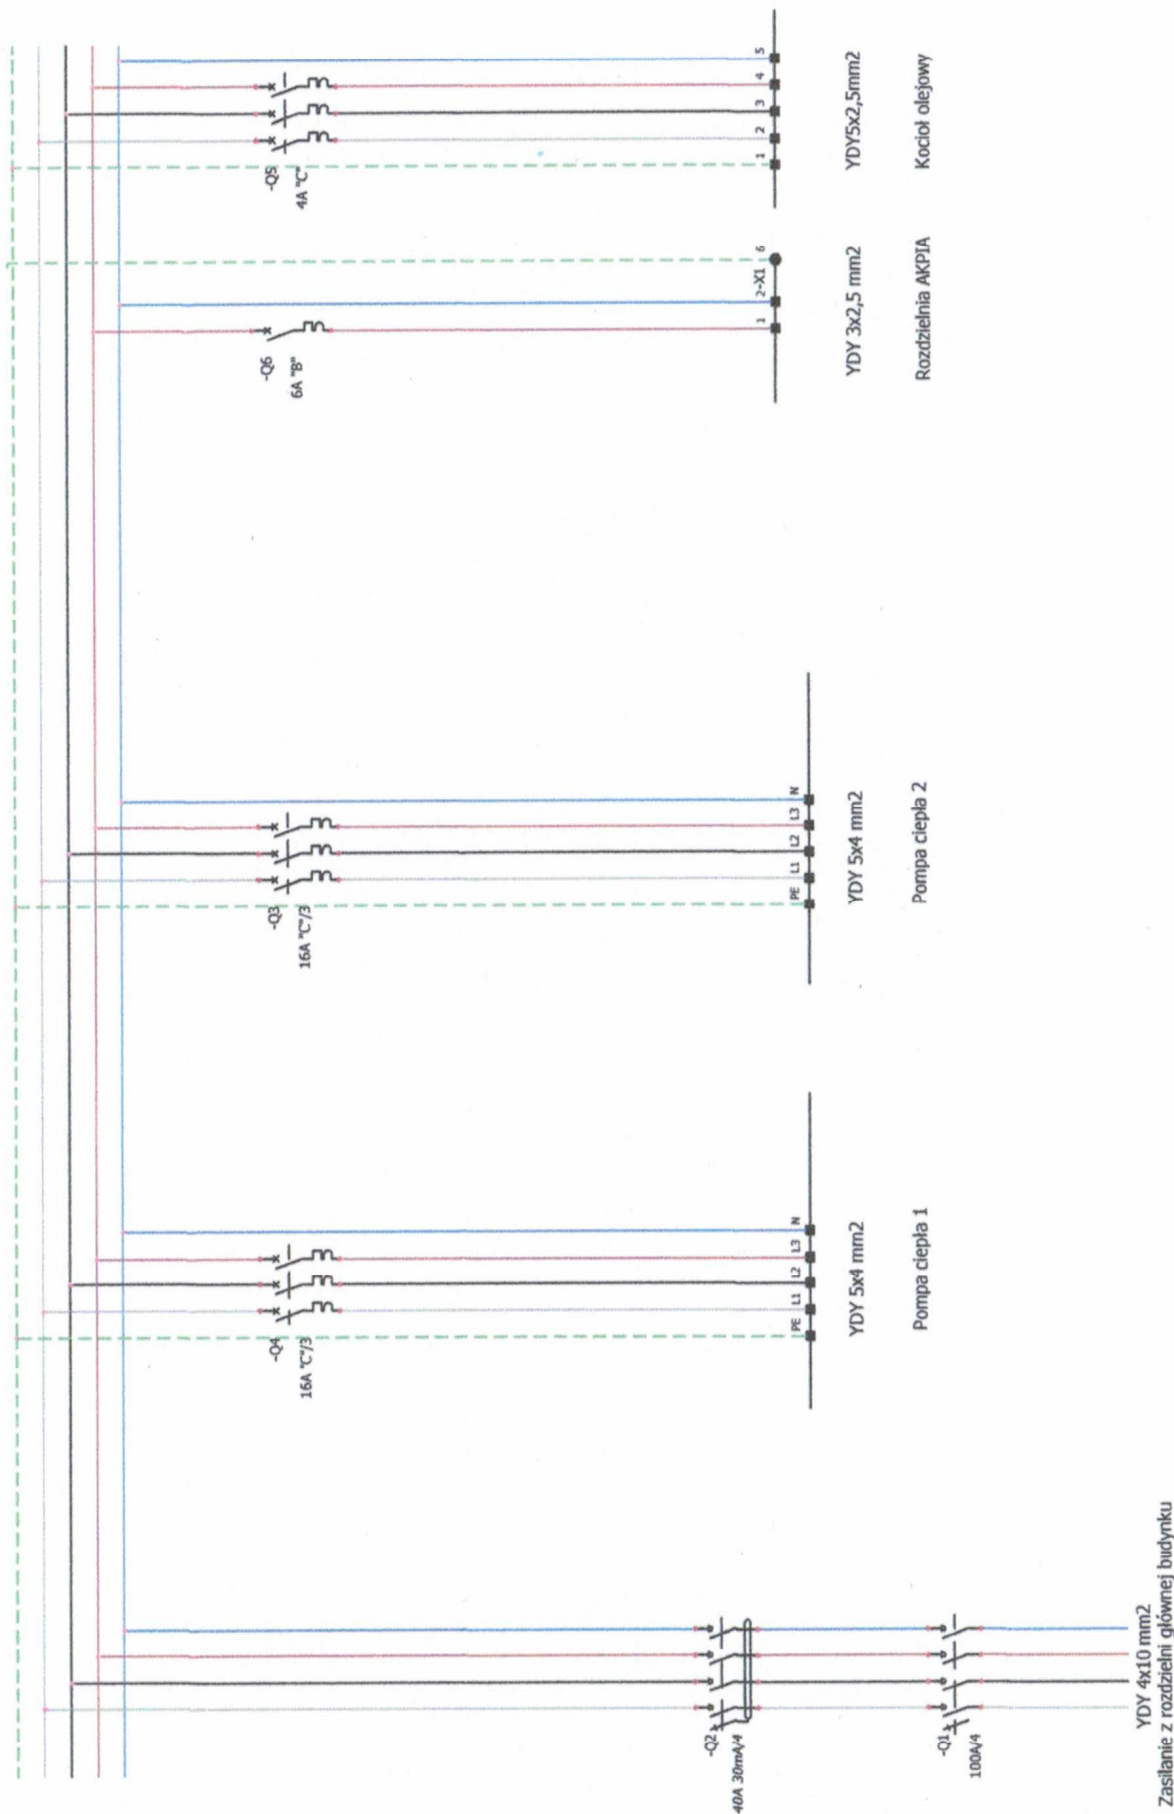 -Q2
40A 30mA/4
-Q1
100A/4
YDY 4x10 mm2
Zasilanie z rozdzielni głównej budynku
-Q4
16A "C"/3
PE L1 L2 L3 N
YDY 5x4 mm2
Pompa ciepła 1
-Q3
16A "C"/3
PE L1 L2 L3 N
YDY 5x4 mm2
Pompa ciepła 2
-Q6
6A "B"
1 2-X1 6
YDY 3x2,5 mm2
Rozdzielnia AKPIA
-Q5
4A "C"
1 2 3 4 5
YDY5x2,5mm2
Kocioł olejowy